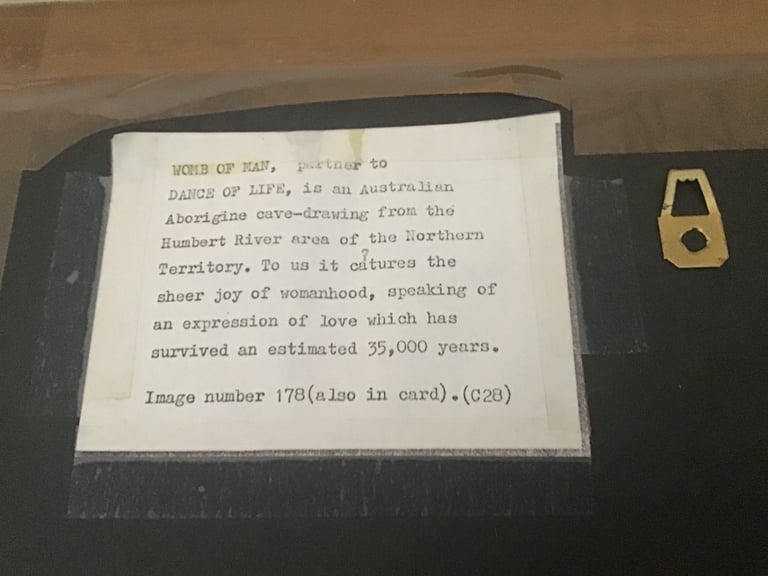 WOMB OF MAN, partner to
DANCE OF LIFE, is an Australian
Aborigine cave-drawing from the
Humbert River area of the Northern
Territory. To us it catures the
sheer joy of womanhood, speaking of
an expression of love which has
survived an estimated 35,000 years.
Image number 178(also in card).(C28)